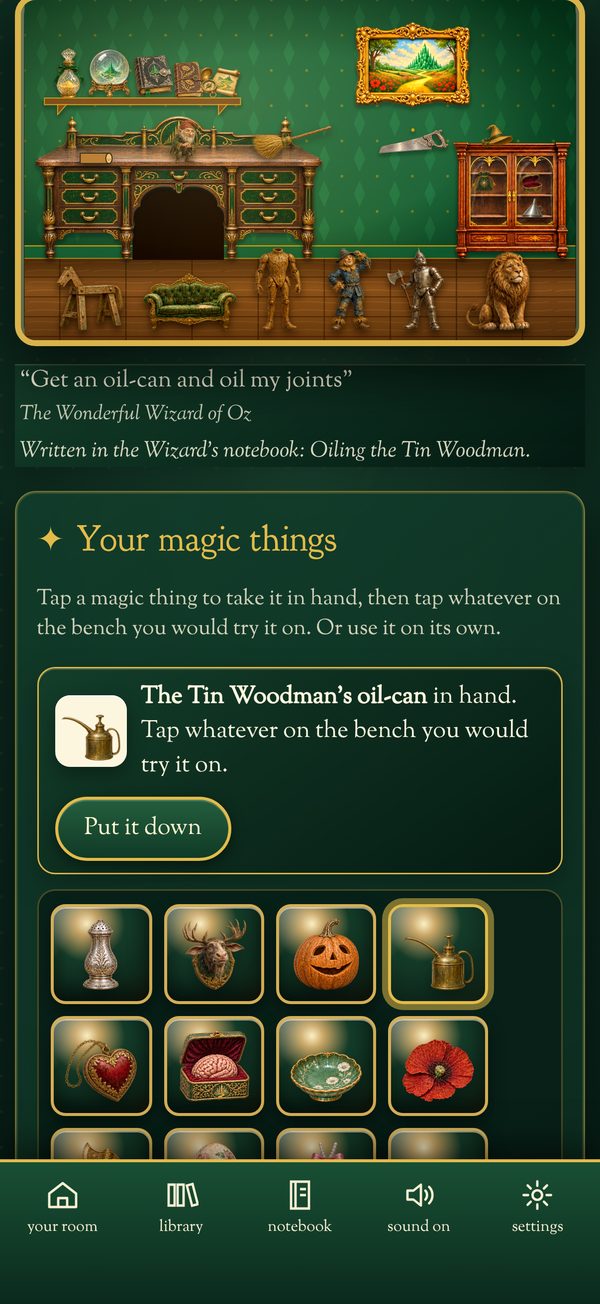 “Get an oil-can and oil my joints”
The Wonderful Wizard of Oz
Written in the Wizard’s notebook: Oiling the Tin Woodman.
Your magic things
Tap a magic thing to take it in hand, then tap whatever on
the bench you would try it on. Or use it on its own.
The Tin Woodman’s oil-can in hand.
Tap whatever on the bench you would
try it on.
Put it down
your room
library
notebook
sound on
settings